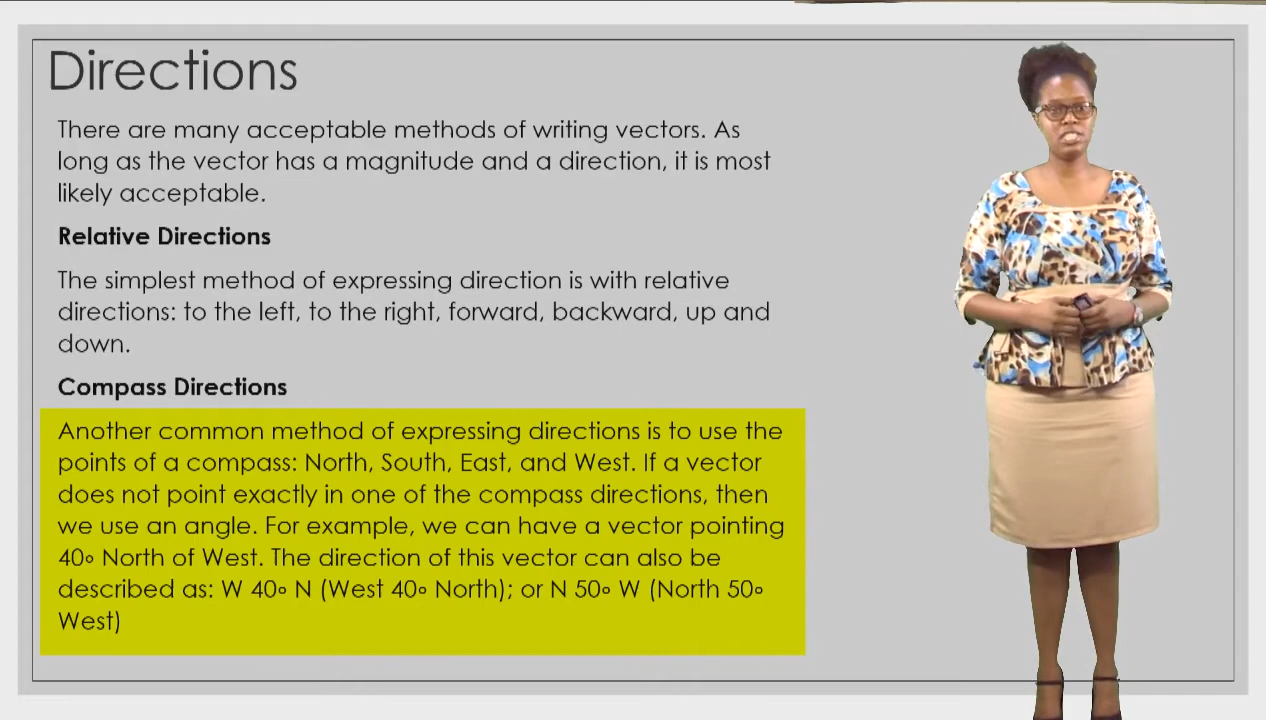 Directions
There are many acceptable methods of writing vectors. As
long as the vector has a magnitude and a direction, it is most
likely acceptable.
Relative Directions
The simplest method of expressing direction is with relative
directions: to the left, to the right, forward, backward, up and
down.
Compass Directions
Another common method of expressing directions is to use the
points of a compass: North, South, East, and West. If a vector
does not point exactly in one of the compass directions, then
we use an angle. For example, we can have a vector pointing
40∘ North of West. The direction of this vector can also be
described as: W 40∘ N (West 40∘ North); or N 50∘ W (North 50∘
West)